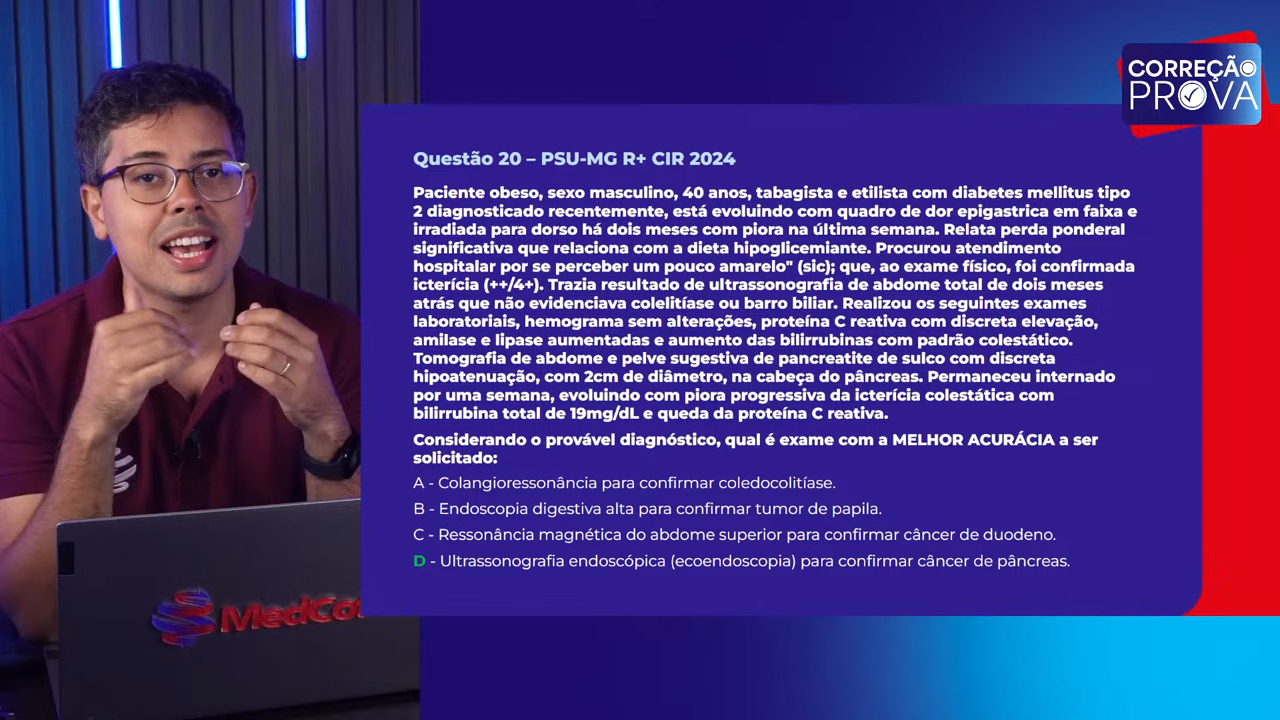 CORREÇÃO
PROVA
Questão 20 – PSU-MG R+ CIR 2024
Paciente obeso, sexo masculino, 40 anos, tabagista e etilista com diabetes mellitus tipo
2 diagnosticado recentemente, está evoluindo com quadro de dor epigastrica em faixa e
irradiada para dorso há dois meses com piora na última semana. Relata perda ponderal
significativa que relaciona com a dieta hipoglicemiante. Procurou atendimento
hospitalar por se perceber um pouco amarelo" (sic); que, ao exame físico, foi confirmada
icterícia (++/4+). Trazia resultado de ultrassonografia de abdome total de dois meses
atrás que não evidenciava colelitíase ou barro biliar. Realizou os seguintes exames
laboratoriais, hemograma sem alterações, proteína C reativa com discreta elevação,
amilase e lipase aumentadas e aumento das bilirrubinas com padrão colestático.
Tomografia de abdome e pelve sugestiva de pancreatite de sulco com discreta
hipoatenuação, com 2cm de diâmetro, na cabeça do pâncreas. Permaneceu internado
por uma semana, evoluindo com piora progressiva da icterícia colestática com
bilirrubina total de 19mg/dL e queda da proteína C reativa.
Considerando o provável diagnóstico, qual é exame com a MELHOR ACURÁCIA a ser
solicitado:
A - Colangioressonância para confirmar coledocolitíase.
B - Endoscopia digestiva alta para confirmar tumor de papila.
C - Ressonância magnética do abdome superior para confirmar câncer de duodeno.
D - Ultrassonografia endoscópica (ecoendoscopia) para confirmar câncer de pâncreas.